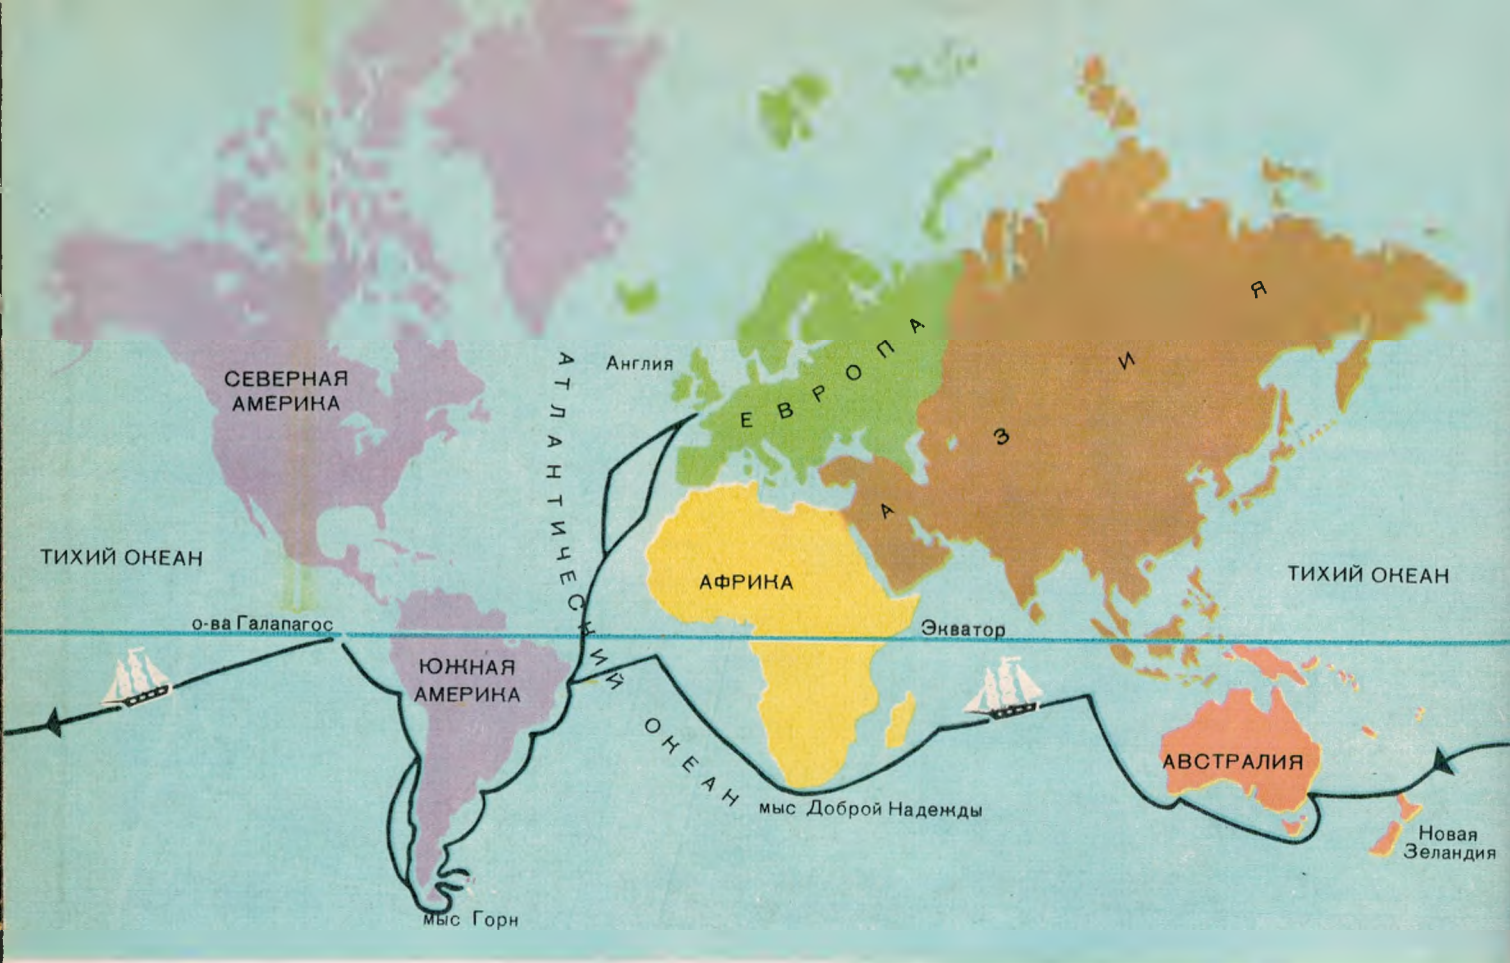 Англия
СЕВЕРНАЯ
АМЕРИКА
АТЛАНТИЧЕСКИЙ
ОКЕАН
ЕВРОПА
АЗИЯ
ТИХИЙ ОКЕАН
АФРИКА
ТИХИЙ ОКЕАН
о-ва Галапагос
Экватор
ЮЖНАЯ
АМЕРИКА
АВСТРАЛИЯ
мыс Доброй Надежды
Новая
Зеландия
мыс Горн